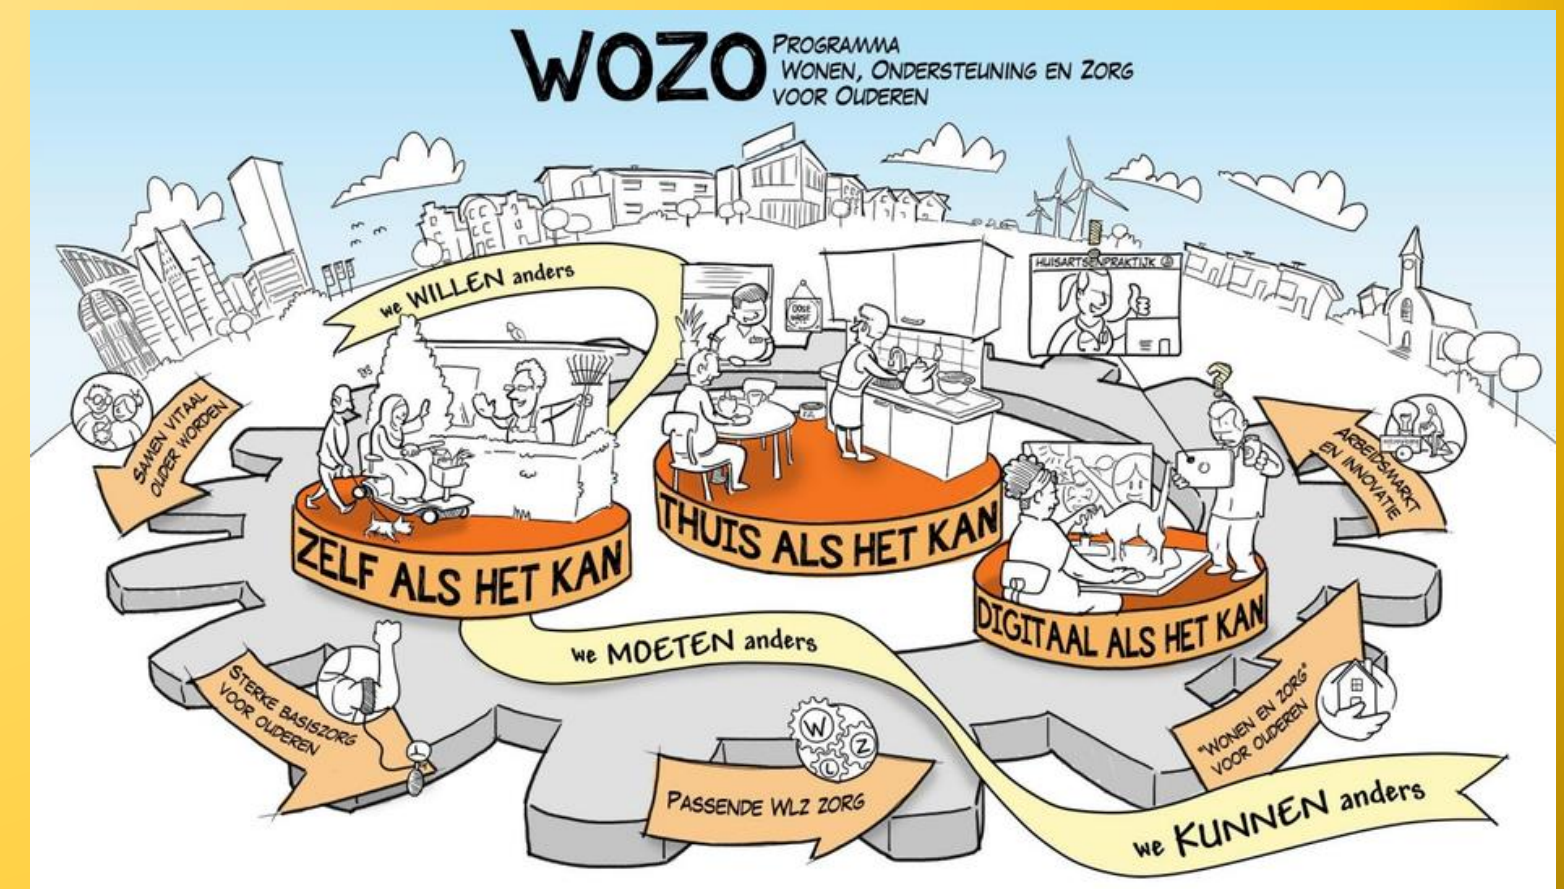 WOZO
PROGRAMMA
WONEN, ONDERSTEUNING EN ZORG
VOOR OUDEREN
we WILLEN anders
HUISARTSENPRAKTIJK
SAMEN VITAAL
OUDER WORDEN
ARBEIDSMARKT
EN INNOVATIE
ZELF ALS HET KAN
THUIS ALS HET KAN
DIGITAAL ALS HET KAN
we MOETEN anders
STERKE BASISZORG
VOOR OUDEREN
W
L
Z
PASSENDE WLZ ZORG
"WONEN EN ZORG"
VOOR OUDEREN
we KUNNEN anders